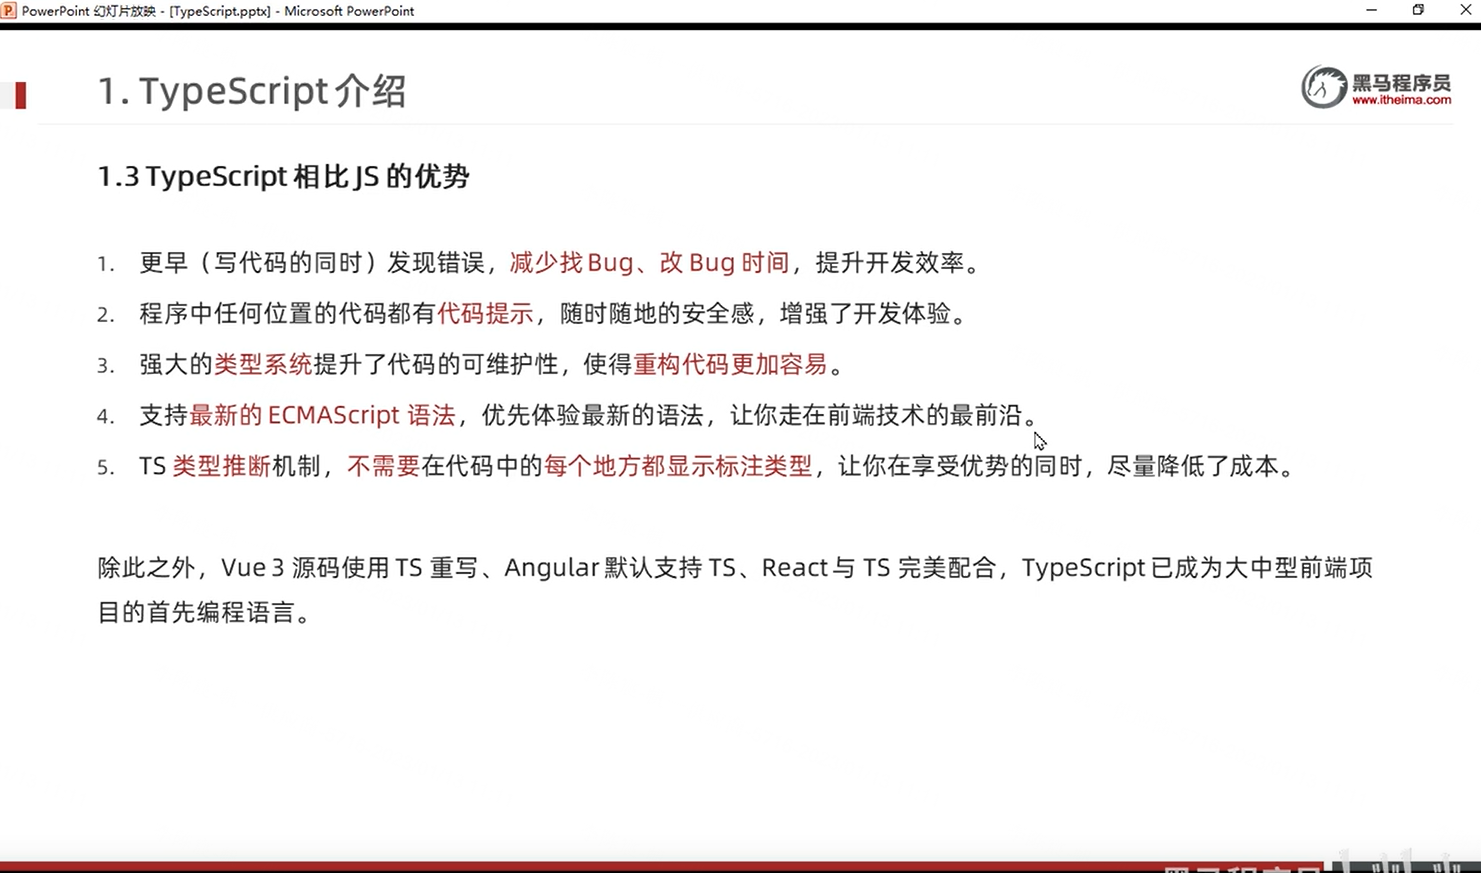 PowerPoint 幻灯片放映 - [TypeScript.pptx] - Microsoft PowerPoint
1. TypeScript 介绍
黑马程序员
www.itheima.com
1.3 TypeScript 相比 JS 的优势
1. 更早（写代码的同时）发现错误，减少找 Bug、改 Bug 时间，提升开发效率。
2. 程序中任何位置的代码都有代码提示，随时随地的安全感，增强了开发体验。
3. 强大的类型系统提升了代码的可维护性，使得重构代码更加容易。
4. 支持最新的 ECMAScript 语法，优先体验最新的语法，让你走在前端技术的最前沿。
5. TS 类型推断机制，不需要在代码中的每个地方都显示标注类型，让你在享受优势的同时，尽量降低了成本。
除此之外，Vue 3 源码使用 TS 重写、Angular 默认支持 TS、React 与 TS 完美配合，TypeScript 已成为大中型前端项
目的首先编程语言。